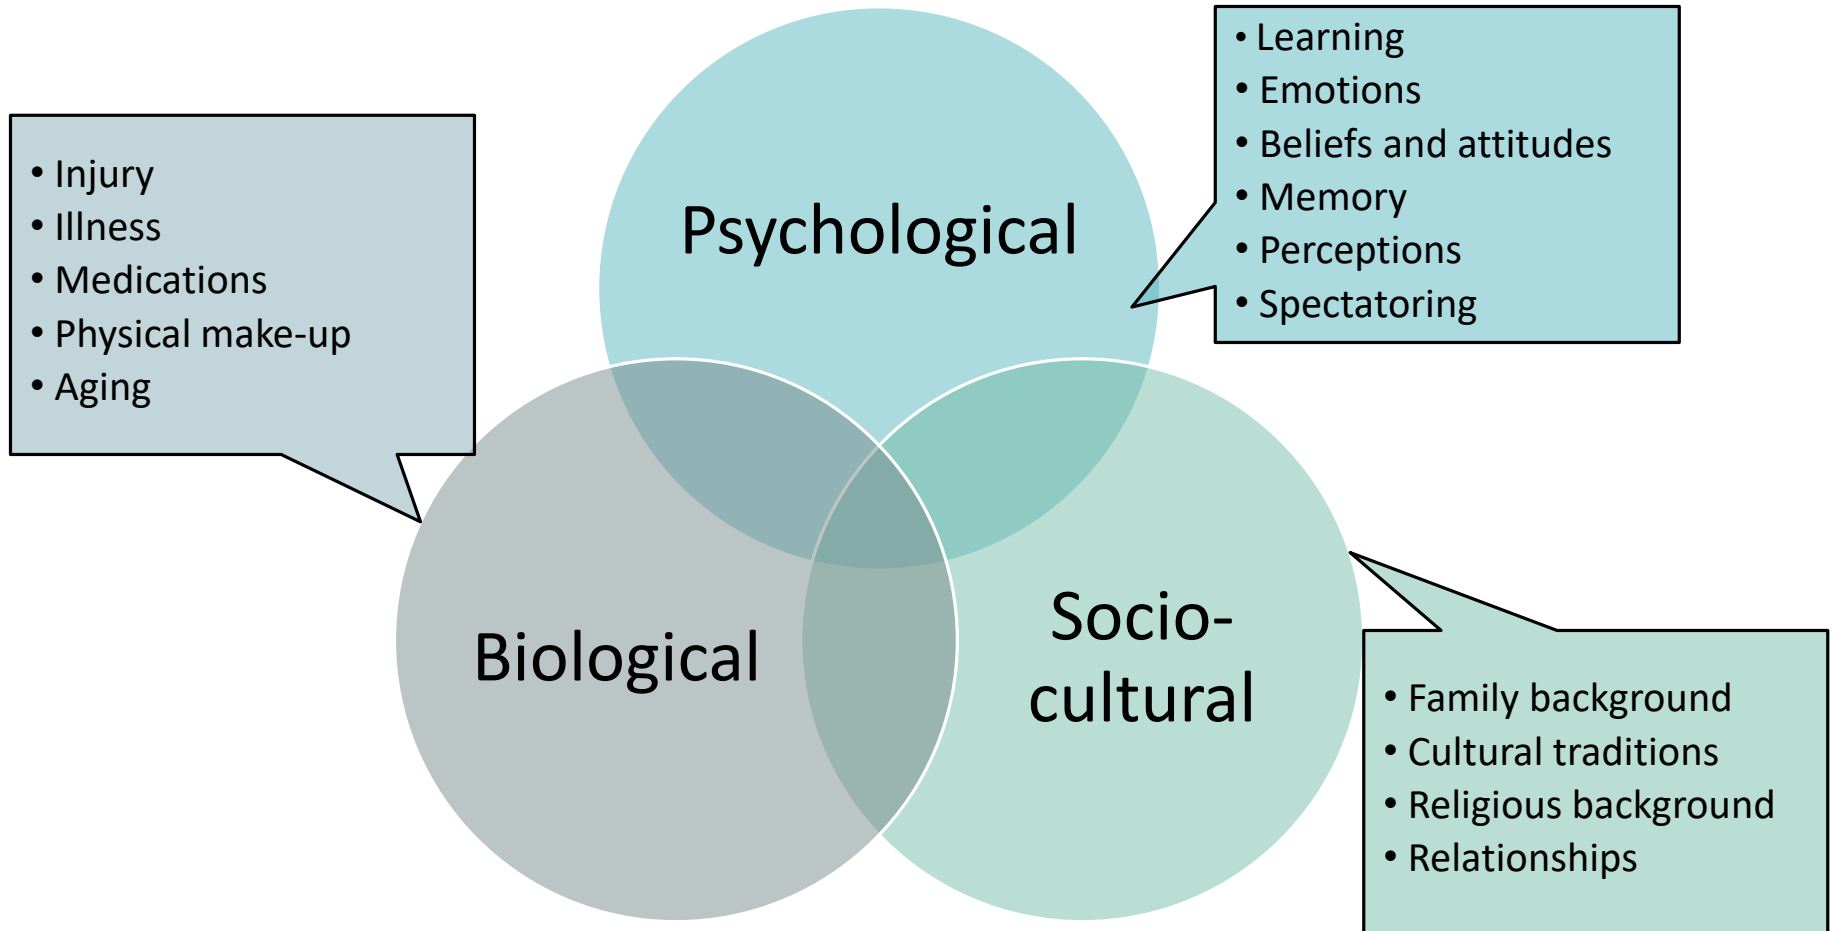 • Learning
• Emotions
• Beliefs and attitudes
• Memory
• Perceptions
• Spectatoring
• Injury
• Illness
• Medications
• Physical make-up
• Aging
Psychological
Biological
Socio-
cultural
• Family background
• Cultural traditions
• Religious background
• Relationships